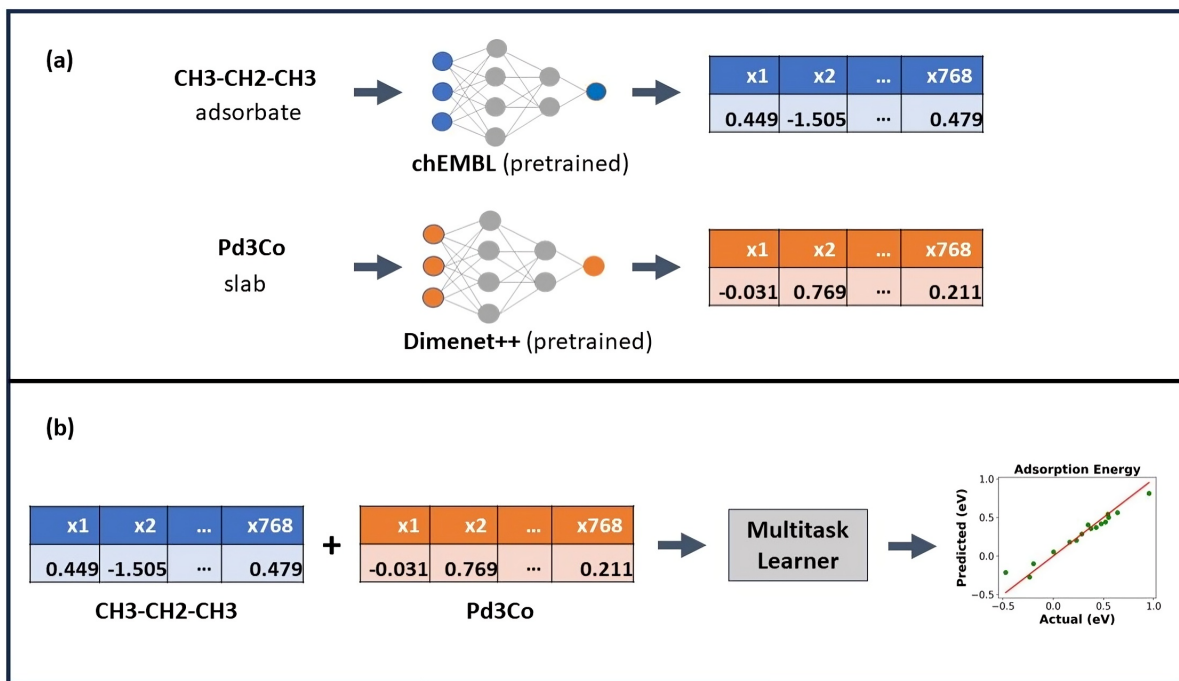 (a)
CH3-CH2-CH3
adsorbate
chEMBL (pretrained)
x1 x2 ... x768
0.449 -1.505 ... 0.479
Pd3Co
slab
Dimenet++ (pretrained)
x1 x2 ... x768
-0.031 0.769 ... 0.211
(b)
x1 x2 ... x768
0.449 -1.505 ... 0.479
CH3-CH2-CH3
+
x1 x2 ... x768
-0.031 0.769 ... 0.211
Pd3Co
Multitask
Learner
Adsorption Energy
Predicted (eV)
1.0
0.5
0.0
−0.5
−0.5 0.0 0.5 1.0
Actual (eV)